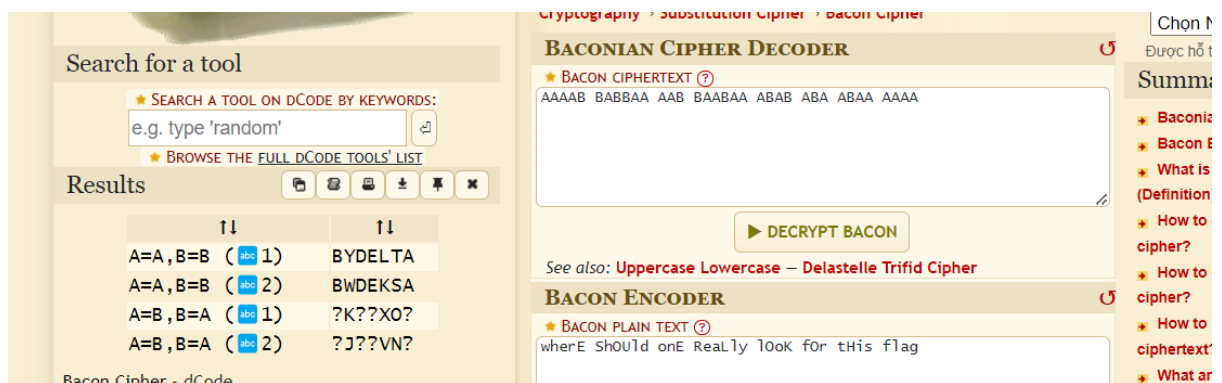 Cryptography › Substitution Cipher › Bacon Cipher
Search for a tool
★ SEARCH A TOOL ON DCODE BY KEYWORDS:
e.g. type 'random'
★ BROWSE THE FULL DCODE TOOLS' LIST
Results
↑↓ ↑↓
A=A,B=B (abc 1) BYDELTA
A=A,B=B (abc 2) BWDEKSA
A=B,B=A (abc 1) ?K??XO?
A=B,B=A (abc 2) ?J??VN?
Bacon Cipher - dCode
BACONIAN CIPHER DECODER
★ BACON CIPHERTEXT (?)
AAAAB BABBAA AAB BAABAA ABAB ABA ABAA AAAA
▶ DECRYPT BACON
See also: Uppercase Lowercase — Delastelle Trifid Cipher
BACON ENCODER
★ BACON PLAIN TEXT (?)
wherE ShOUld onE ReaLly lOoK fOr tHis flag
Chọn
Được hỗ
Baconia
Bacon
What is
(Definition
How to
cipher?
How to
cipher?
How to
ciphertext?
What ar